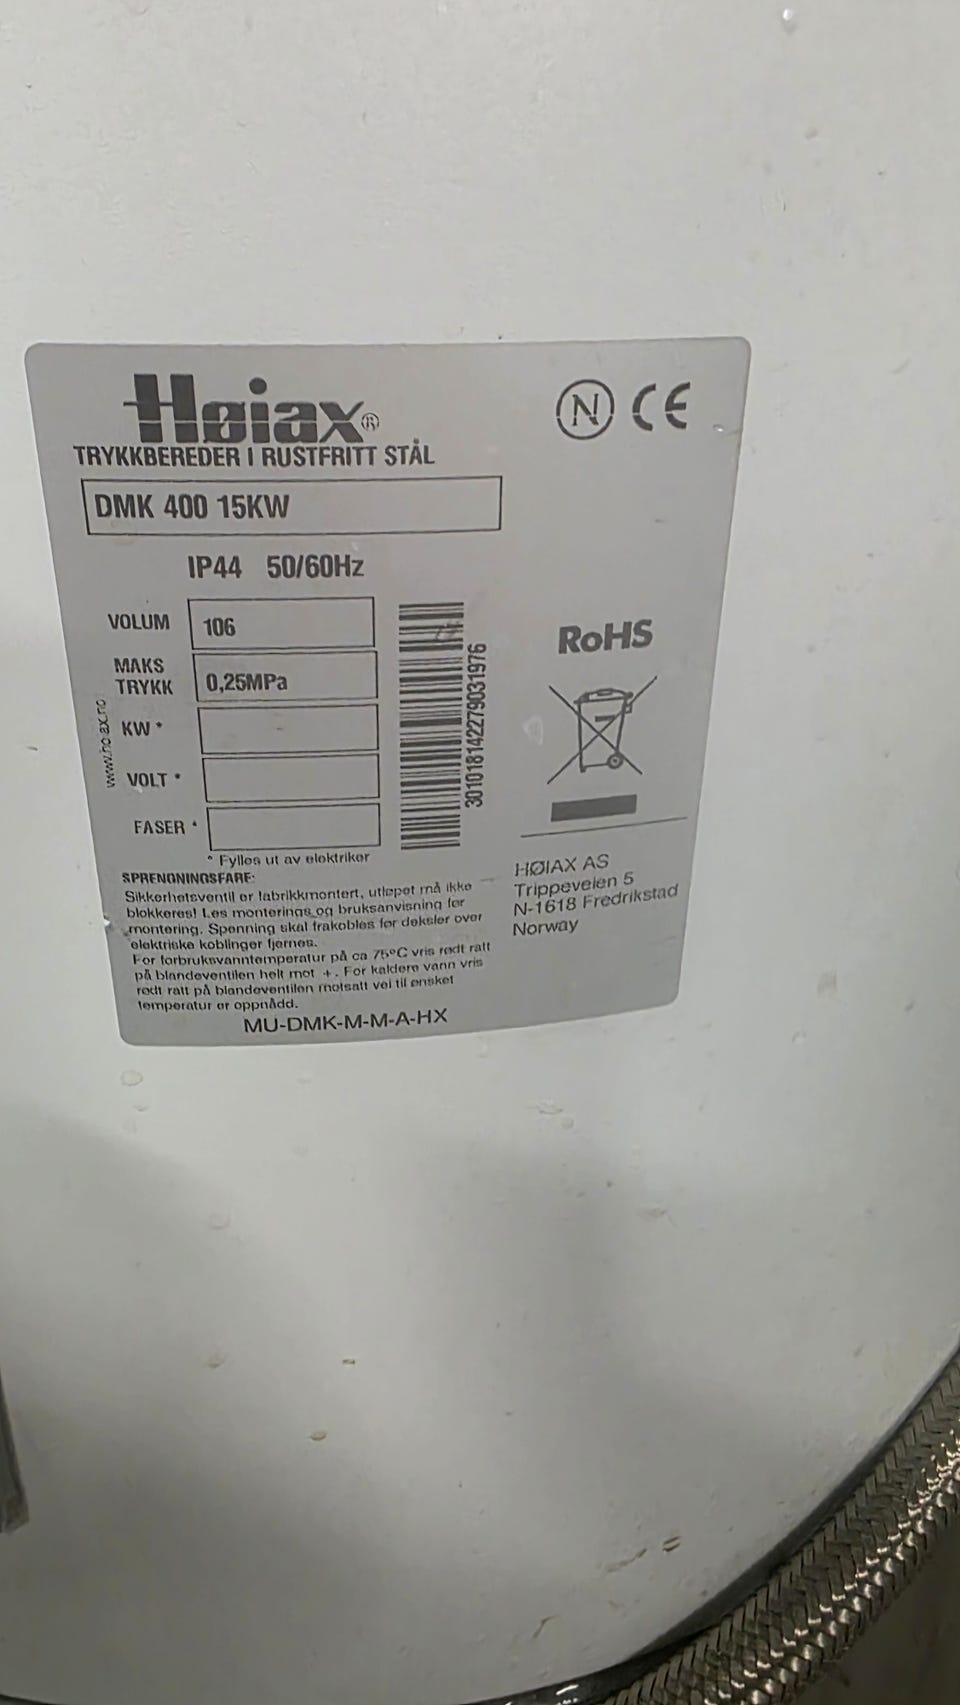 Høiax®
N CE
TRYKKBEREDER I RUSTFRITT STÅL
DMK 400 15KW
IP44 50/60Hz
VOLUM 106
MAKS TRYKK 0,25MPa
KW *
VOLT *
FASER *
* Fylles ut av elektriker
www.hoiax.no
301018142279031976
RoHS
HØIAX AS
Trippeveien 5
N-1618 Fredrikstad
Norway
SPRENGNINGSFARE:
Sikkerhetsventil er fabrikkmontert, utløpet må ikke
blokkeres! Les monterings og bruksanvisning før
montering. Spenning skal frakobles før deksler over
elektriske koblinger fjernes.
For forbruksvanntemperatur på ca 75°C vris rødt ratt
på blandeventilen helt mot +. For kaldere vann vris
rødt ratt på blandeventilen motsatt vei til ønsket
temperatur er oppnådd.
MU-DMK-M-M-A-HX